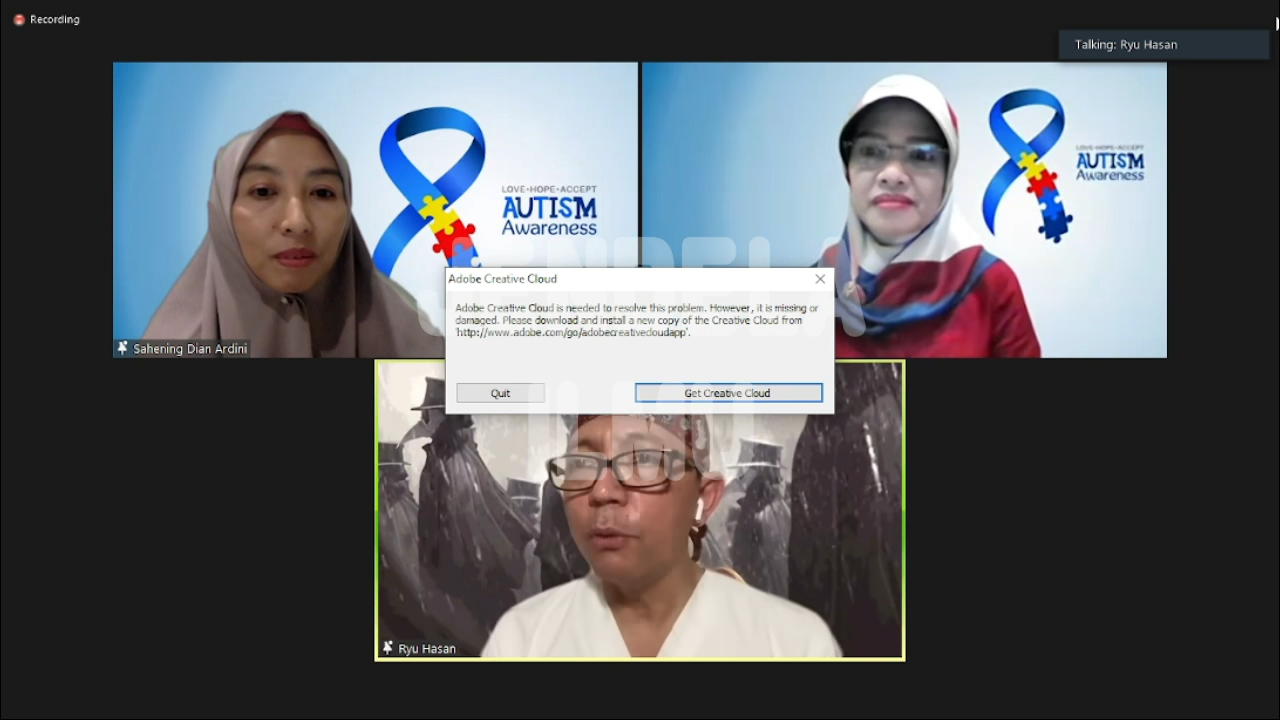 Recording
Talking: Ryu Hasan
LOVE•HOPE•ACCEPT
AUTISM
Awareness
LOVE•HOPE•ACCEPT
AUTISM
Awareness
JENDELA
Adobe Creative Cloud
Adobe Creative Cloud is needed to resolve this problem. However, it is missing or
damaged. Please download and install a new copy of the Creative Cloud from
'http://www.adobe.com/go/adobecreativecloudapp'.
Quit
Get Creative Cloud
Sahening Dian Ardini
Ryu Hasan